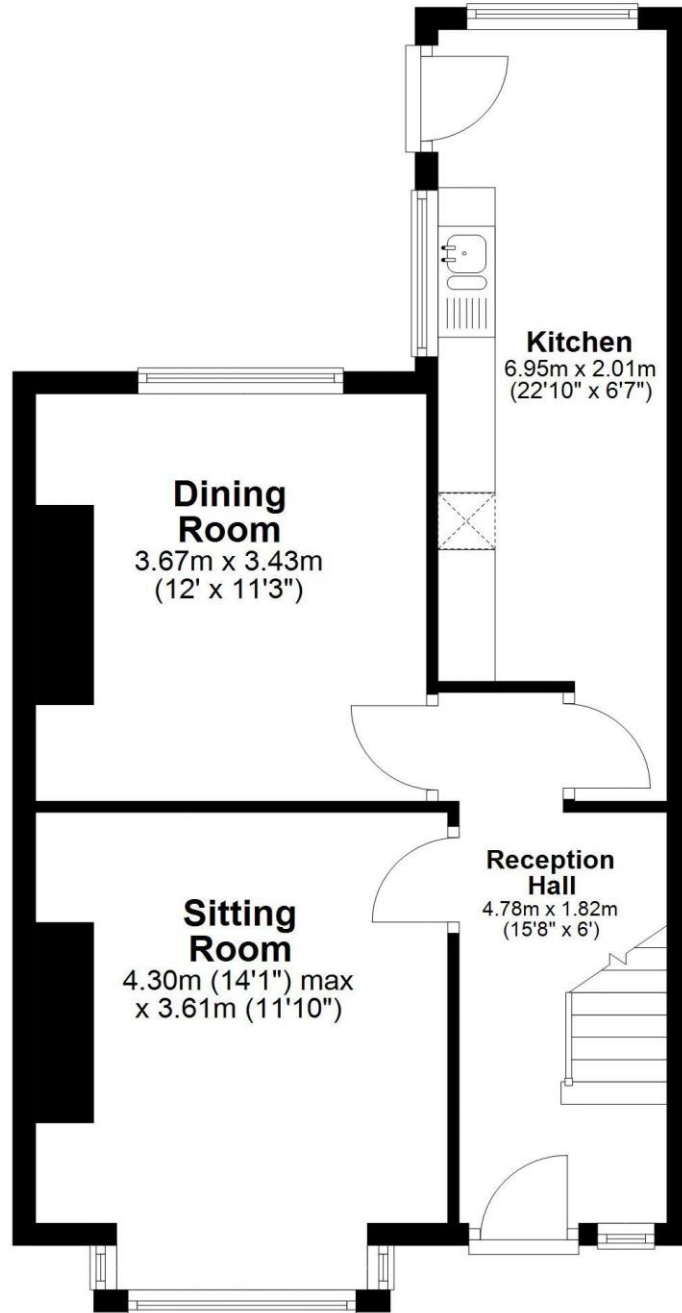 Kitchen
6.95m x 2.01m
(22'10" x 6'7")
Dining
Room
3.67m x 3.43m
(12' x 11'3")
Reception
Hall
4.78m x 1.82m
(15'8" x 6')
Sitting
Room
4.30m (14'1") max
x 3.61m (11'10")